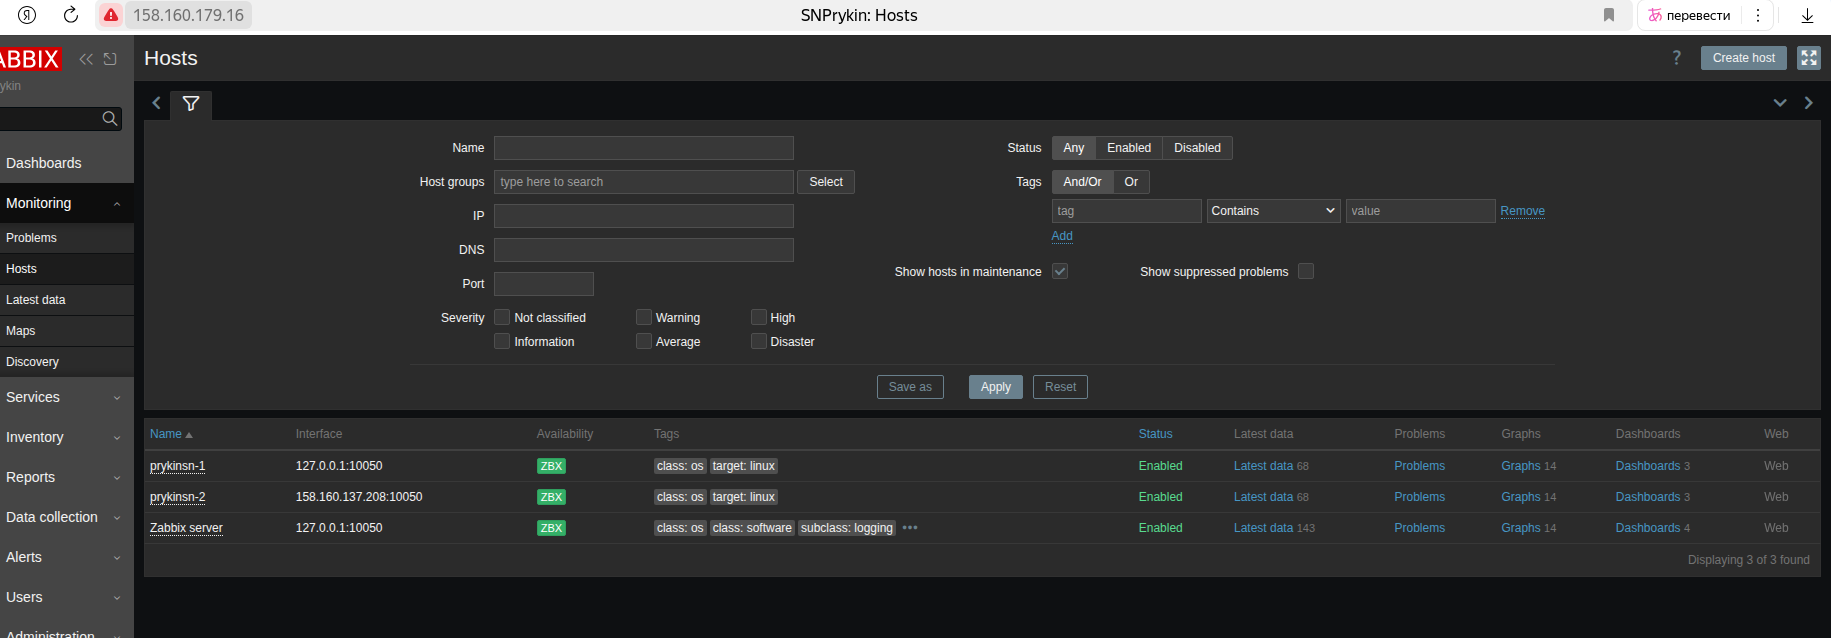 158.160.179.16
SNPrykin: Hosts
перевести
ABBIX
rykin
Dashboards
Monitoring
Problems
Hosts
Latest data
Maps
Discovery
Services
Inventory
Reports
Data collection
Alerts
Users
Administration
Hosts
? Create host
Name
Host groups type here to search Select
IP
DNS
Port
Severity Not classified Warning High
Information Average Disaster
Status Any Enabled Disabled
Tags And/Or Or
tag Contains value Remove
Add
Show hosts in maintenance Show suppressed problems
Save as Apply Reset
Name Interface Availability Tags Status Latest data Problems Graphs Dashboards Web
prykinsn-1 127.0.0.1:10050 ZBX class: os target: linux Enabled Latest data 68 Problems Graphs 14 Dashboards 3 Web
prykinsn-2 158.160.137.208:10050 ZBX class: os target: linux Enabled Latest data 68 Problems Graphs 14 Dashboards 3 Web
Zabbix server 127.0.0.1:10050 ZBX class: os class: software subclass: logging ••• Enabled Latest data 143 Problems Graphs 14 Dashboards 4 Web
Displaying 3 of 3 found